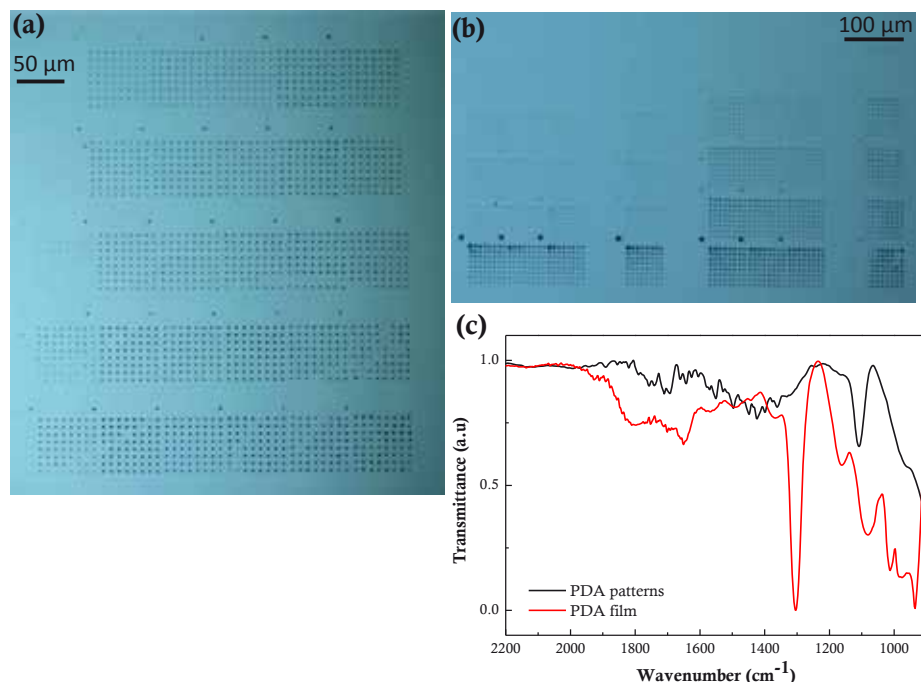 (a)
50 μm
(b)
100 μm
(c)
Transmittance (a.u)
1.0
0.5
0.0
PDA patterns
PDA film
2200 2000 1800 1600 1400 1200 1000
Wavenumber (cm⁻¹)